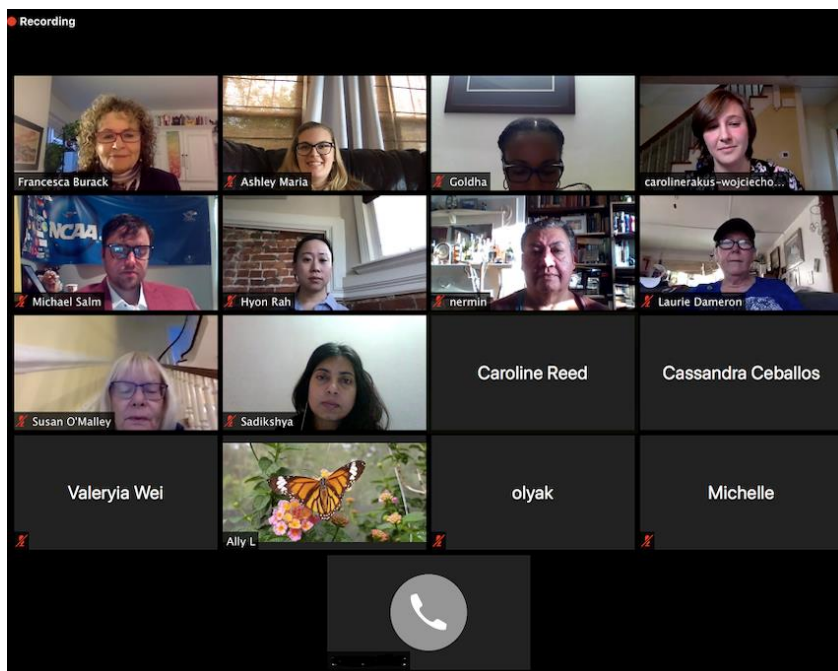 Recording
Francesca Burack
Ashley Maria
Goldha
carolinerakus-wojciecho...
NCAA
Michael Salm
Hyon Rah
nermin
Laurie Dameron
Susan O'Malley
Sadikshya
Caroline Reed
Cassandra Ceballos
Valeryia Wei
Ally L
olyak
Michelle